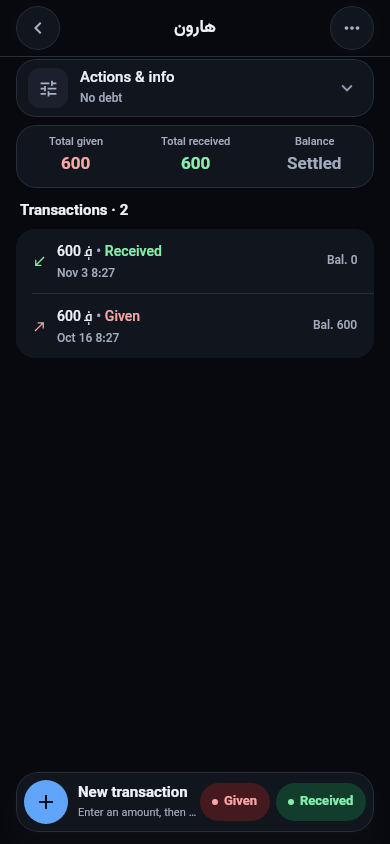 هارون
Actions & info
No debt
Total given
Total received
Balance
600
600
Settled
Transactions · 2
600 ؋ • Received
Bal. 0
Nov 3 8:27
600 ؋ • Given
Bal. 600
Oct 16 8:27
New transaction
Enter an amount, then ...
Given
Received